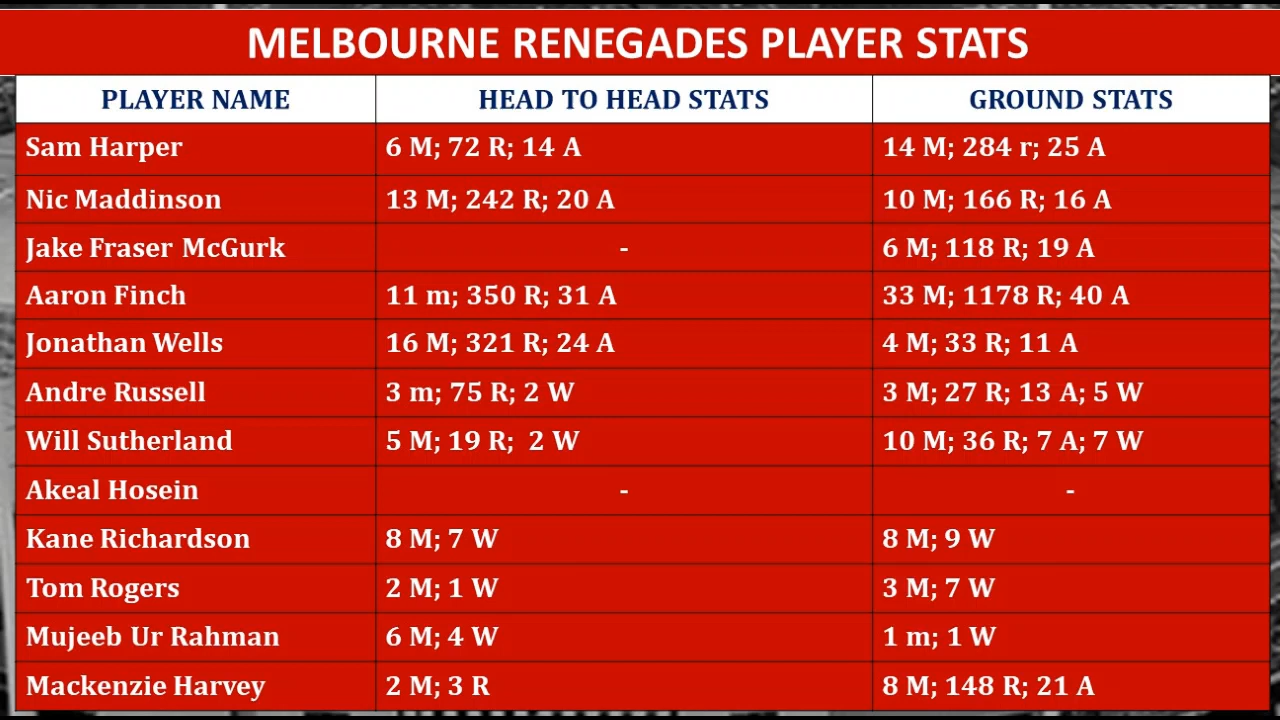 MELBOURNE RENEGADES PLAYER STATS
PLAYER NAME HEAD TO HEAD STATS GROUND STATS
Sam Harper 6 M; 72 R; 14 A 14 M; 284 r; 25 A
Nic Maddinson 13 M; 242 R; 20 A 10 M; 166 R; 16 A
Jake Fraser McGurk - 6 M; 118 R; 19 A
Aaron Finch 11 m; 350 R; 31 A 33 M; 1178 R; 40 A
Jonathan Wells 16 M; 321 R; 24 A 4 M; 33 R; 11 A
Andre Russell 3 m; 75 R; 2 W 3 M; 27 R; 13 A; 5 W
Will Sutherland 5 M; 19 R; 2 W 10 M; 36 R; 7 A; 7 W
Akeal Hosein - -
Kane Richardson 8 M; 7 W 8 M; 9 W
Tom Rogers 2 M; 1 W 3 M; 7 W
Mujeeb Ur Rahman 6 M; 4 W 1 m; 1 W
Mackenzie Harvey 2 M; 3 R 8 M; 148 R; 21 A